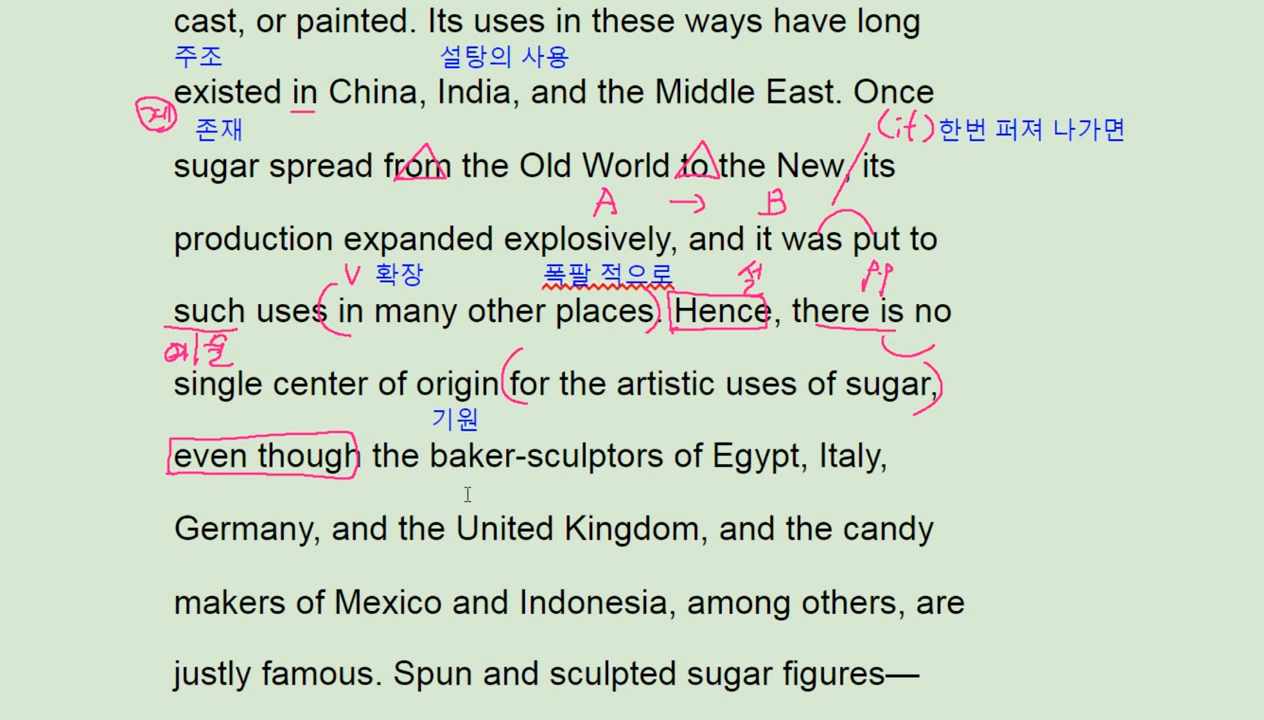 cast, or painted. Its uses in these ways have long
주조 설탕의 사용
existed in China, India, and the Middle East. Once
제 존재 (it) 한번 퍼져 나가면
sugar spread from the Old World to the New, its
A → B
production expanded explosively, and it was put to
V 확장 폭팔 적으로 설 p.p
such uses in many other places. Hence, there is no
single center of origin for the artistic uses of sugar,
기원
even though the baker-sculptors of Egypt, Italy,
Germany, and the United Kingdom, and the candy
makers of Mexico and Indonesia, among others, are
justly famous. Spun and sculpted sugar figures—